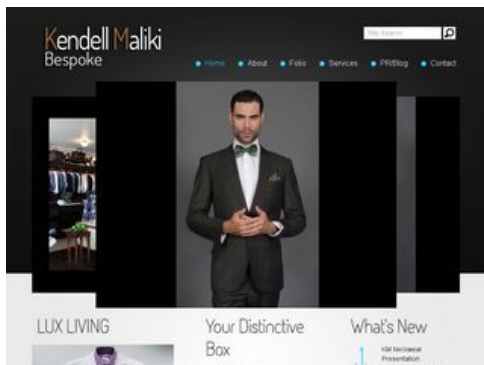 Kendell Maliki
Bespoke
Site Search
Home About Folio Services PR/Blog Contact
LUX LIVING
Your Distinctive
Box
What's New
1 KM Neckwear
Presentation